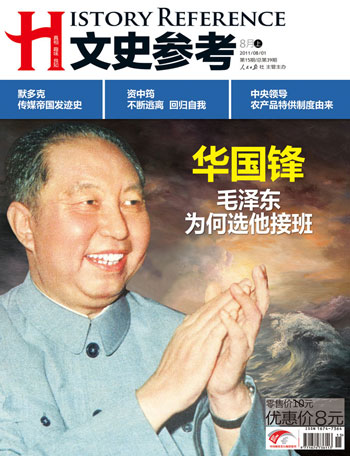 HISTORY REFERENCE
文史参考
8月上
2011/08/01
第15期/总第39期
人民日报社 主管主办
默多克
传媒帝国发迹史
资中筠
不断逃离 回归自我
中央领导
农产品特供制度由来
华国锋
毛泽东
为何选他接班
零售价10元
优惠价8元
ISSN 1674-7364